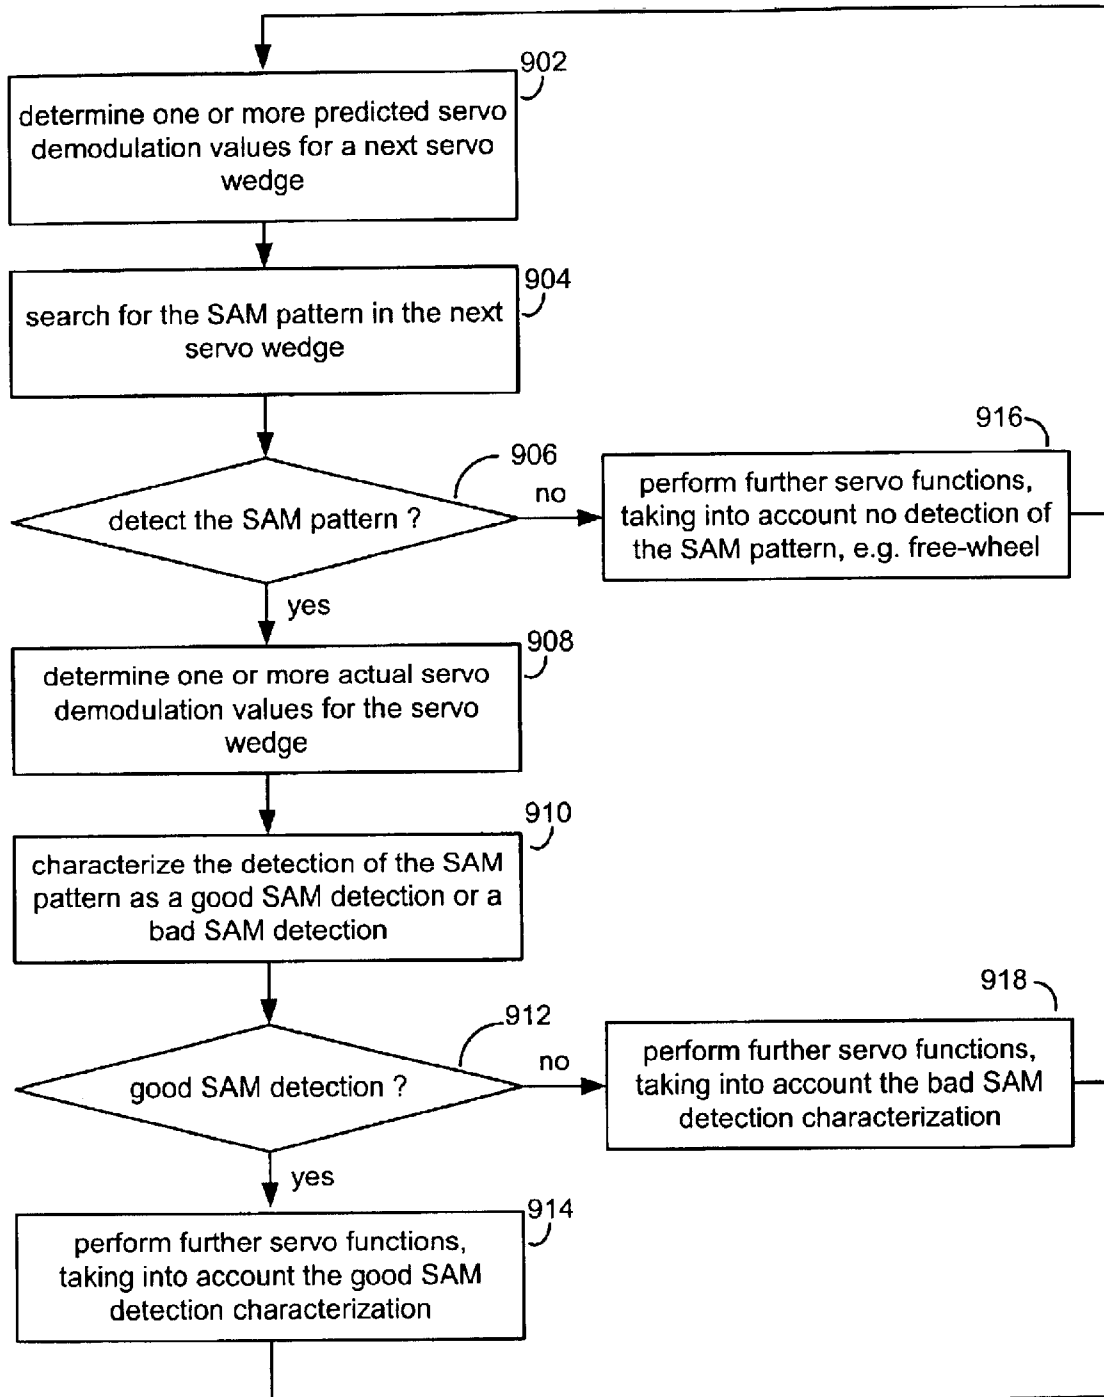 902
determine one or more predicted servo
demodulation values for a next servo
wedge
904
search for the SAM pattern in the next
servo wedge
906
detect the SAM pattern ?
no
916
perform further servo functions,
taking into account no detection of
the SAM pattern, e.g. free-wheel
yes
908
determine one or more actual servo
demodulation values for the servo
wedge
910
characterize the detection of the SAM
pattern as a good SAM detection or a
bad SAM detection
912
good SAM detection ?
no
918
perform further servo functions,
taking into account the bad SAM
detection characterization
yes
914
perform further servo functions,
taking into account the good SAM
detection characterization